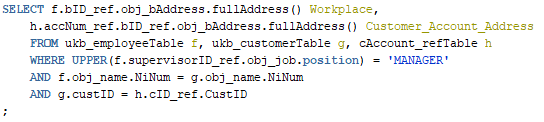 SELECT f.bID_ref.obj_bAddress.fullAddress() Workplace,
h.accNum_ref.bID_ref.obj_bAddress.fullAddress() Customer_Account_Address
FROM ukb_employeeTable f, ukb_customerTable g, cAccount_refTable h
WHERE UPPER(f.supervisorID_ref.obj_job.position) = 'MANAGER'
AND f.obj_name.NiNum = g.obj_name.NiNum
AND g.custID = h.cID_ref.CustID
;